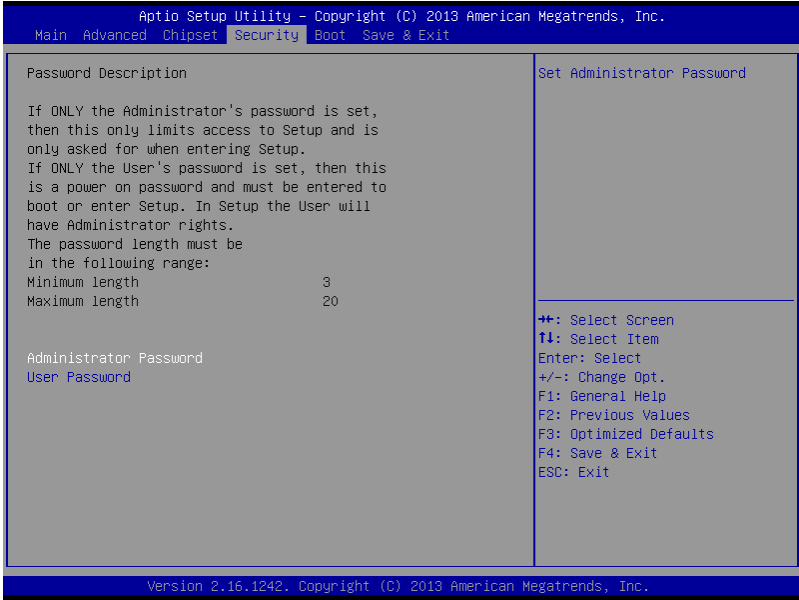 Aptio Setup Utility – Copyright (C) 2013 American Megatrends, Inc.
Main Advanced Chipset Security Boot Save & Exit
Password Description
If ONLY the Administrator's password is set,
then this only limits access to Setup and is
only asked for when entering Setup.
If ONLY the User's password is set, then this
is a power on password and must be entered to
boot or enter Setup. In Setup the User will
have Administrator rights.
The password length must be
in the following range:
Minimum length 3
Maximum length 20
Administrator Password
User Password
Set Administrator Password
→←: Select Screen
↑↓: Select Item
Enter: Select
+/-: Change Opt.
F1: General Help
F2: Previous Values
F3: Optimized Defaults
F4: Save & Exit
ESC: Exit
Version 2.16.1242. Copyright (C) 2013 American Megatrends, Inc.